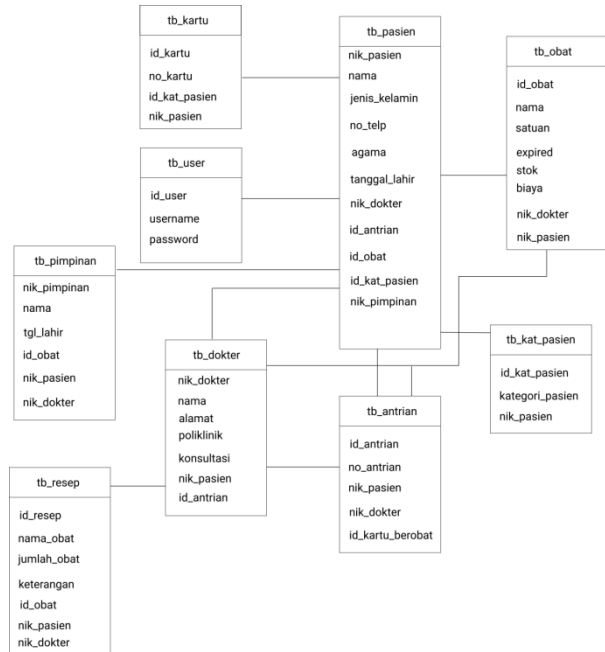 tb_kartu
id_kartu
no_kartu
id_kat_pasien
nik_pasien
tb_pasien
nik_pasien
nama
jenis_kelamin
no_telp
agama
tanggal_lahir
nik_dokter
id_antrian
id_obat
id_kat_pasien
nik_pimpinan
tb_obat
id_obat
nama
satuan
expired
stok
biaya
nik_dokter
nik_pasien
tb_user
id_user
username
password
tb_pimpinan
nik_pimpinan
nama
tgl_lahir
id_obat
nik_pasien
nik_dokter
tb_dokter
nik_dokter
nama
alamat
poliklinik
konsultasi
nik_pasien
id_antrian
tb_kat_pasien
id_kat_pasien
kategori_pasien
nik_pasien
tb_antrian
id_antrian
no_antrian
nik_pasien
nik_dokter
id_kartu_berobat
tb_resep
id_resep
nama_obat
jumlah_obat
keterangan
id_obat
nik_pasien
nik_dokter